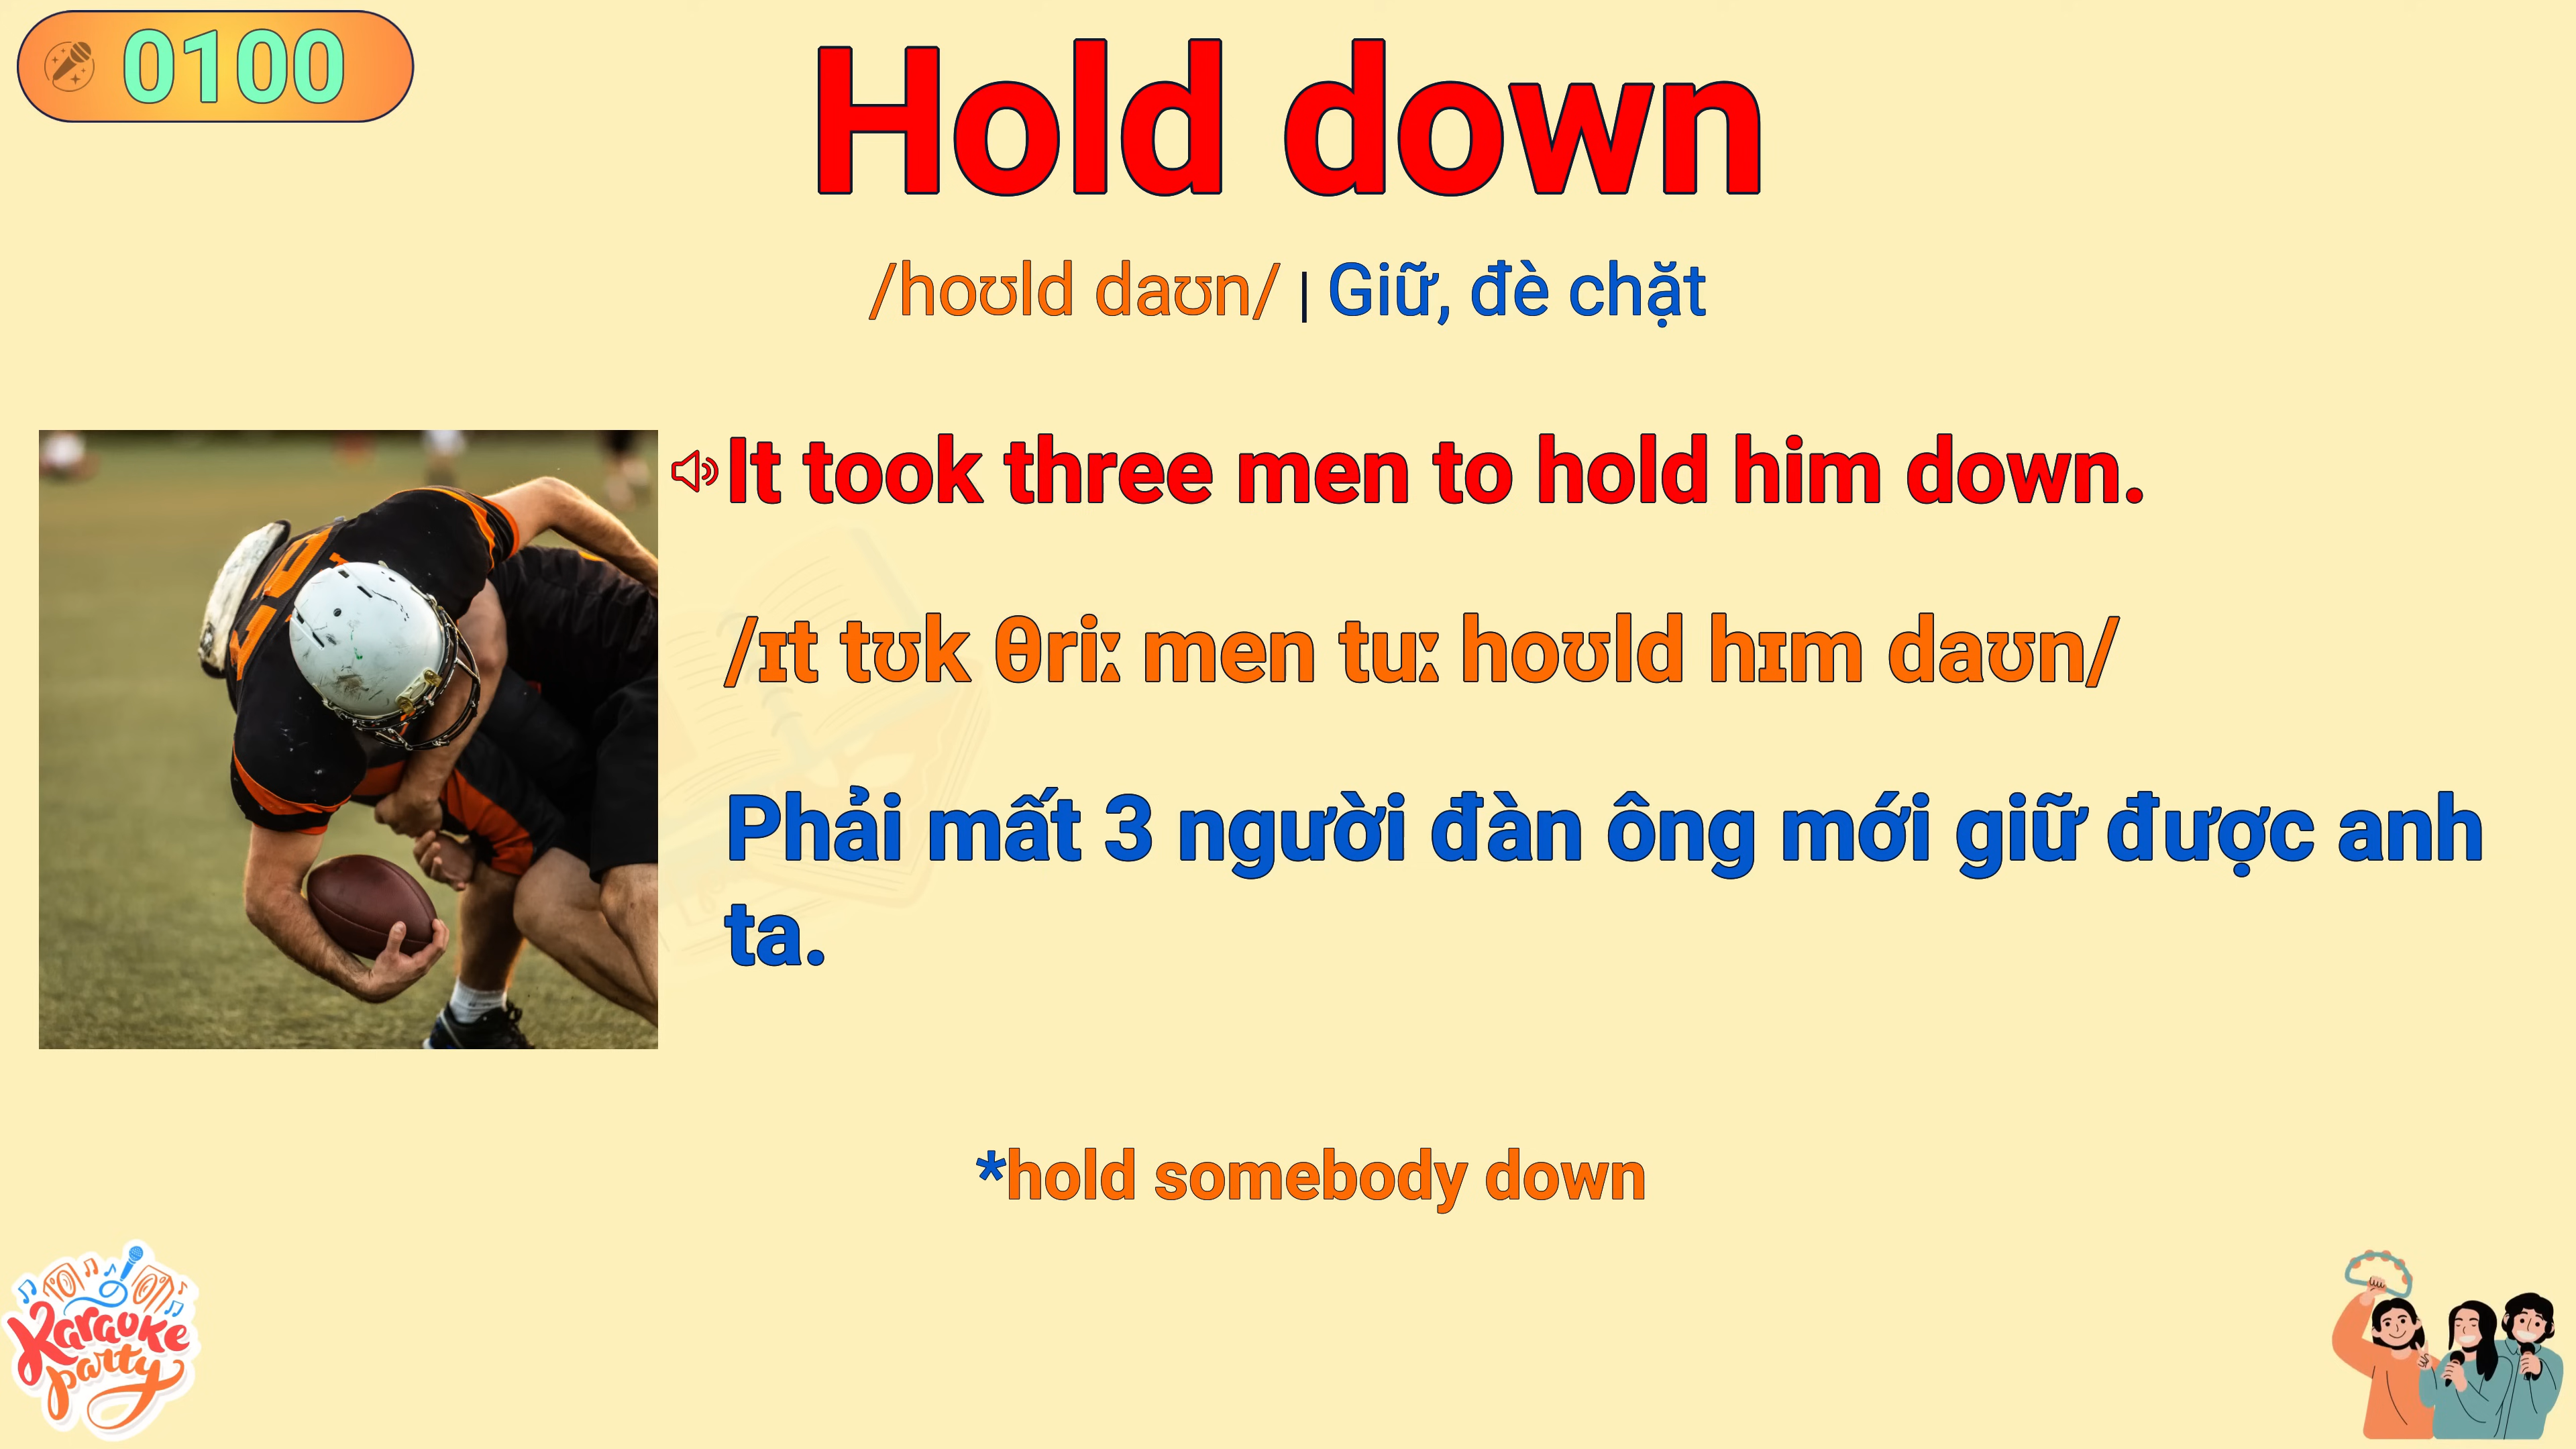 0100
Hold down
/hoʊld daʊn/ | Giữ, đè chặt
It took three men to hold him down.
/ɪt tʊk θriː men tuː hoʊld hɪm daʊn/
Phải mất 3 người đàn ông mới giữ được anh
ta.
*hold somebody down
Karaoke
party